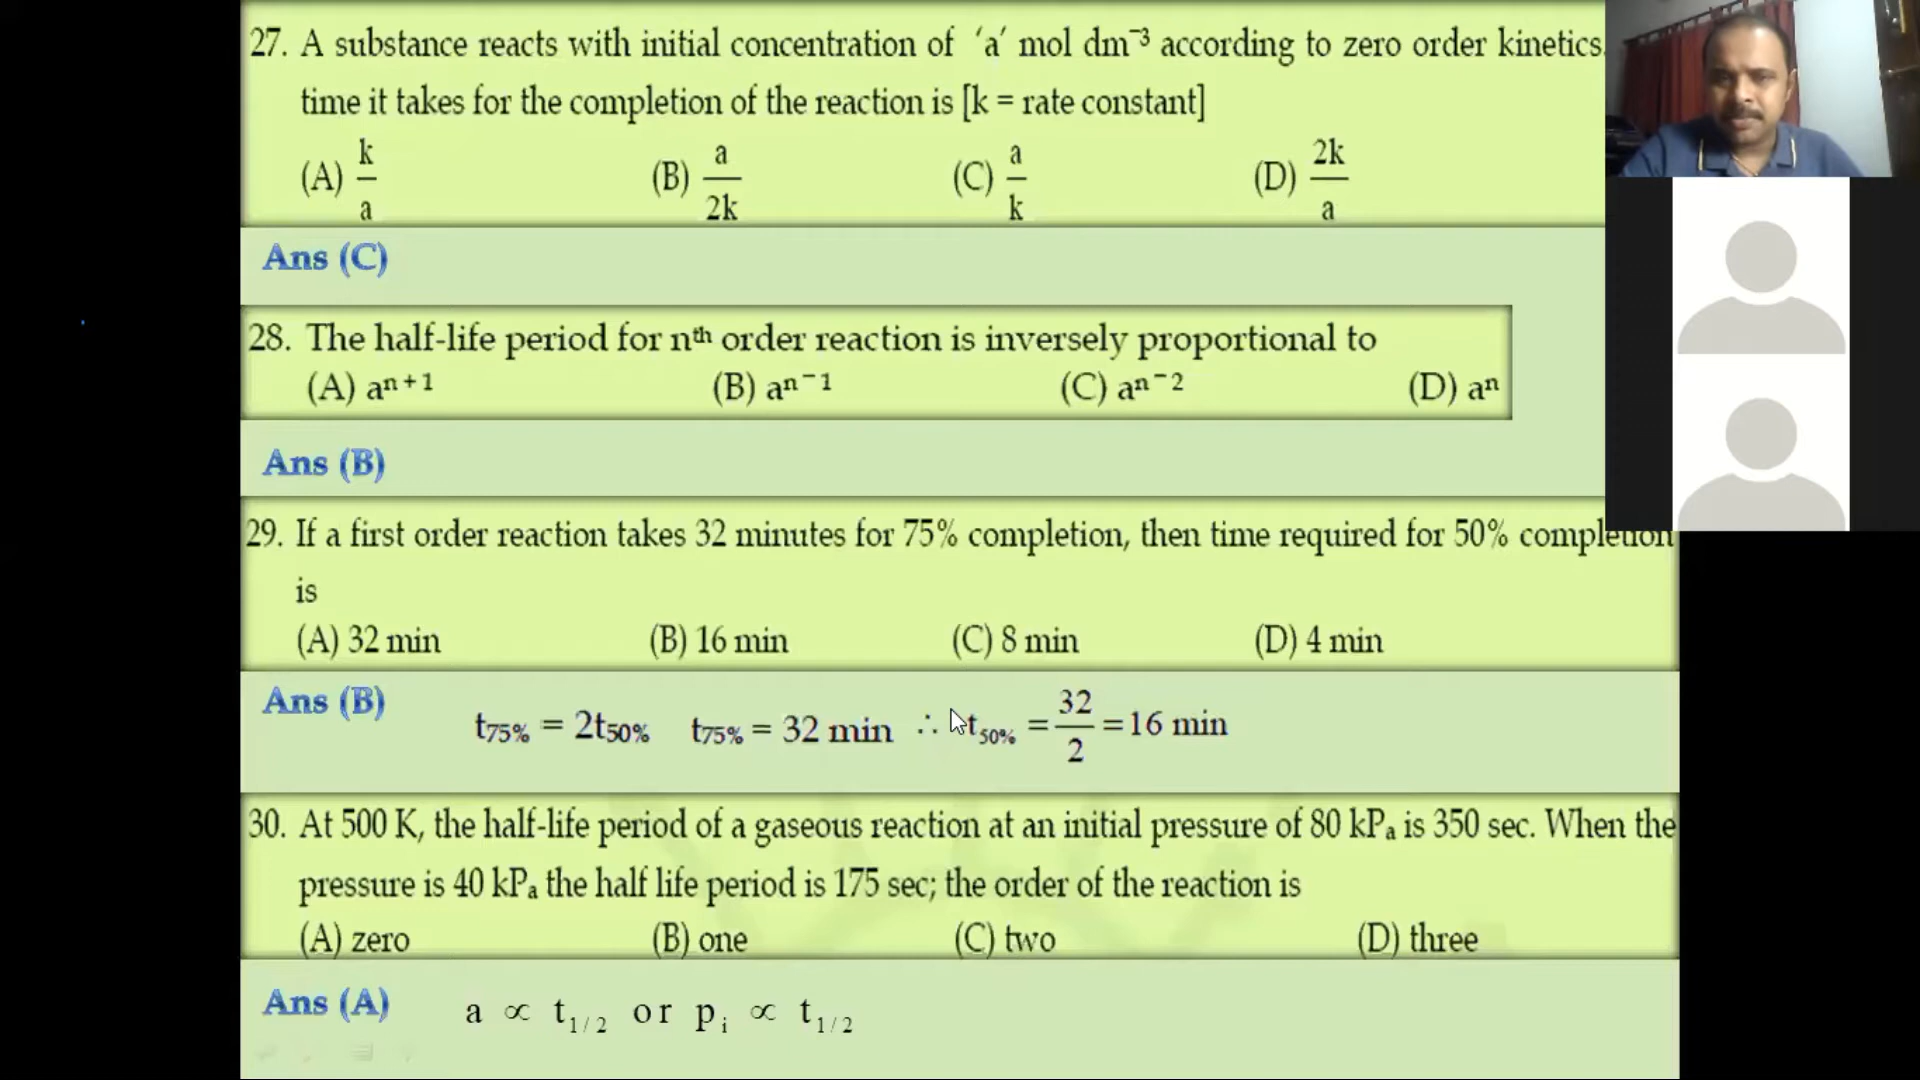 27. A substance reacts with initial concentration of 'a' mol dm⁻³ according to zero order kinetics.
time it takes for the completion of the reaction is [k = rate constant]
(A) k/a (B) a/2k (C) a/k (D) 2k/a
Ans (C)
28. The half-life period for nᵗʰ order reaction is inversely proportional to
(A) aⁿ⁺¹ (B) aⁿ⁻¹ (C) aⁿ⁻² (D) aⁿ
Ans (B)
29. If a first order reaction takes 32 minutes for 75% completion, then time required for 50% completion
is
(A) 32 min (B) 16 min (C) 8 min (D) 4 min
Ans (B) t75% = 2t50% t75% = 32 min ∴ t50% = 32/2 = 16 min
30. At 500 K, the half-life period of a gaseous reaction at an initial pressure of 80 kPa is 350 sec. When the
pressure is 40 kPa the half life period is 175 sec; the order of the reaction is
(A) zero (B) one (C) two (D) three
Ans (A) a ∝ t1/2 or pi ∝ t1/2